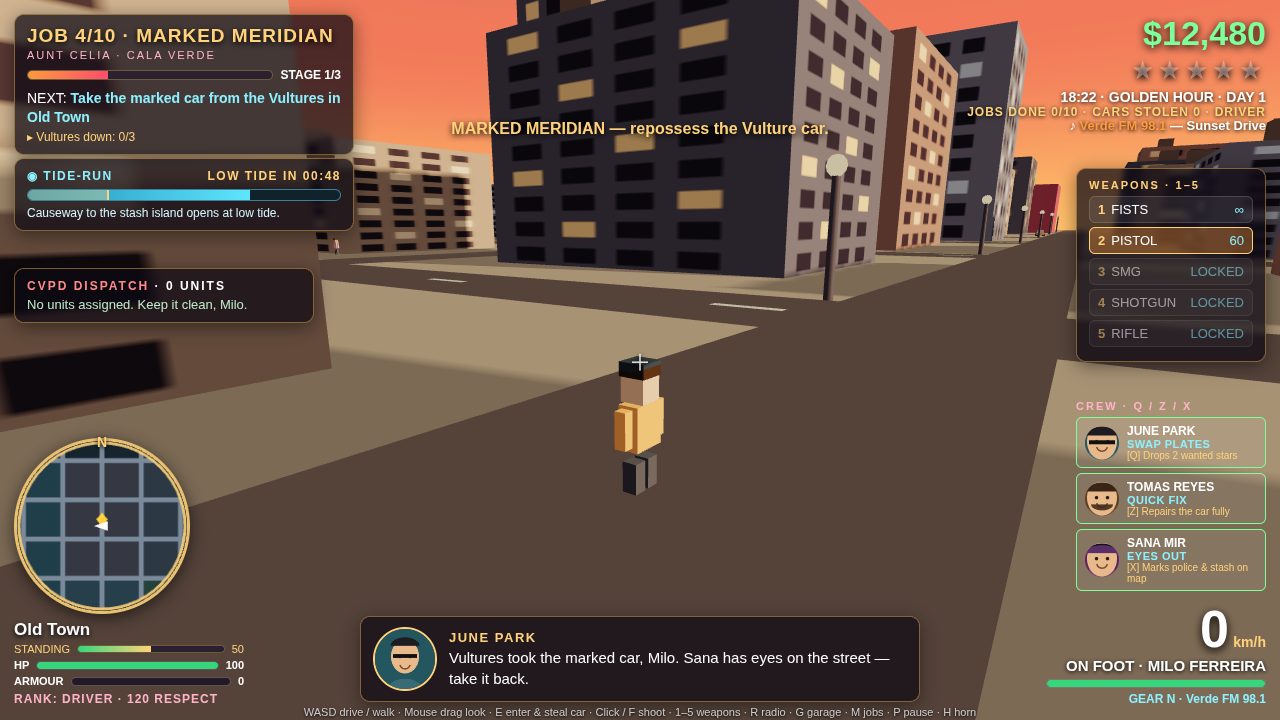 JOB 4/10 · MARKED MERIDIAN
AUNT CELIA · CALA VERDE
STAGE 1/3
NEXT: Take the marked car from the Vultures in
Old Town
▸ Vultures down: 0/3
◉ TIDE-RUN
LOW TIDE IN 00:48
Causeway to the stash island opens at low tide.
CVPD DISPATCH · 0 UNITS
No units assigned. Keep it clean, Milo.
MARKED MERIDIAN — repossess the Vulture car.
$12,480
★★★★★
18:22 · GOLDEN HOUR · DAY 1
JOBS DONE 0/10 · CARS STOLEN 0 · DRIVER
♪ Verde FM 98.1 — Sunset Drive
WEAPONS · 1–5
1 FISTS ∞
2 PISTOL 60
3 SMG LOCKED
4 SHOTGUN LOCKED
5 RIFLE LOCKED
CREW · Q / Z / X
JUNE PARK
SWAP PLATES
[Q] Drops 2 wanted stars
TOMAS REYES
QUICK FIX
[Z] Repairs the car fully
SANA MIR
EYES OUT
[X] Marks police & stash on
map
N
Old Town
STANDING 50
HP 100
ARMOUR 0
RANK: DRIVER · 120 RESPECT
JUNE PARK
Vultures took the marked car, Milo. Sana has eyes on the street —
take it back.
0 km/h
ON FOOT · MILO FERREIRA
GEAR N · Verde FM 98.1
WASD drive / walk · Mouse drag look · E enter & steal car · Click / F shoot · 1–5 weapons · R radio · G garage · M jobs · P pause · H horn